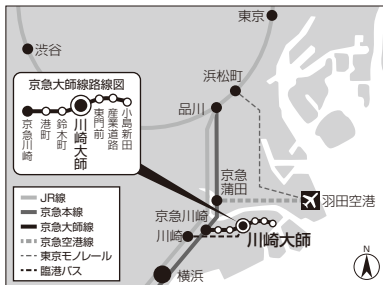 東京
渋谷
浜松町
京急大師線路線図
京急川崎
港町
鈴木町
川崎大師
東門前
産業道路
小島新田
品川
京急
蒲田
羽田空港
京急川崎
川崎
川崎大師
横浜
JR線
京急本線
京急大師線
京急空港線
東京モノレール
臨港バス
N